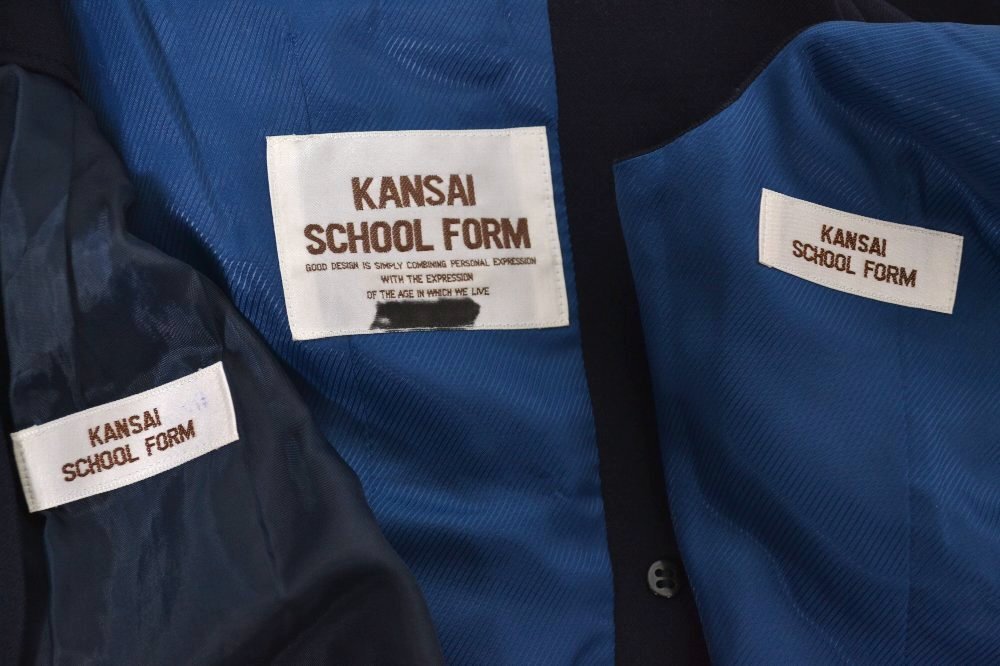 KANSAI
SCHOOL FORM
GOOD DESIGN IS SIMPLY COMBINING PERSONAL EXPRESSION
WITH THE EXPRESSION
OF THE AGE IN WHICH WE LIVE
KANSAI
SCHOOL FORM
KANSAI
SCHOOL FORM